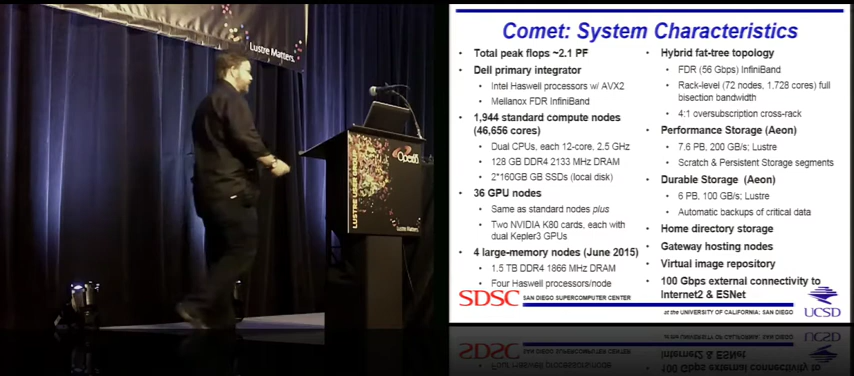 Lustre Matters.
OpenSFS
LUSTRE USER GROUP
Lustre Matters.
Comet: System Characteristics
• Total peak flops ~2.1 PF
• Dell primary integrator
• Intel Haswell processors w/ AVX2
• Mellanox FDR InfiniBand
• 1,944 standard compute nodes
(46,656 cores)
• Dual CPUs, each 12-core, 2.5 GHz
• 128 GB DDR4 2133 MHz DRAM
• 2*160GB GB SSDs (local disk)
• 36 GPU nodes
• Same as standard nodes plus
• Two NVIDIA K80 cards, each with
dual Kepler3 GPUs
• 4 large-memory nodes (June 2015)
• 1.5 TB DDR4 1866 MHz DRAM
• Four Haswell processors/node
• Hybrid fat-tree topology
• FDR (56 Gbps) InfiniBand
• Rack-level (72 nodes, 1,728 cores) full
bisection bandwidth
• 4:1 oversubscription cross-rack
• Performance Storage (Aeon)
• 7.6 PB, 200 GB/s; Lustre
• Scratch & Persistent Storage segments
• Durable Storage (Aeon)
• 6 PB, 100 GB/s; Lustre
• Automatic backups of critical data
• Home directory storage
• Gateway hosting nodes
• Virtual image repository
• 100 Gbps external connectivity to
Internet2 & ESNet
SDSC SAN DIEGO SUPERCOMPUTER CENTER
at the UNIVERSITY OF CALIFORNIA; SAN DIEGO
UCSD